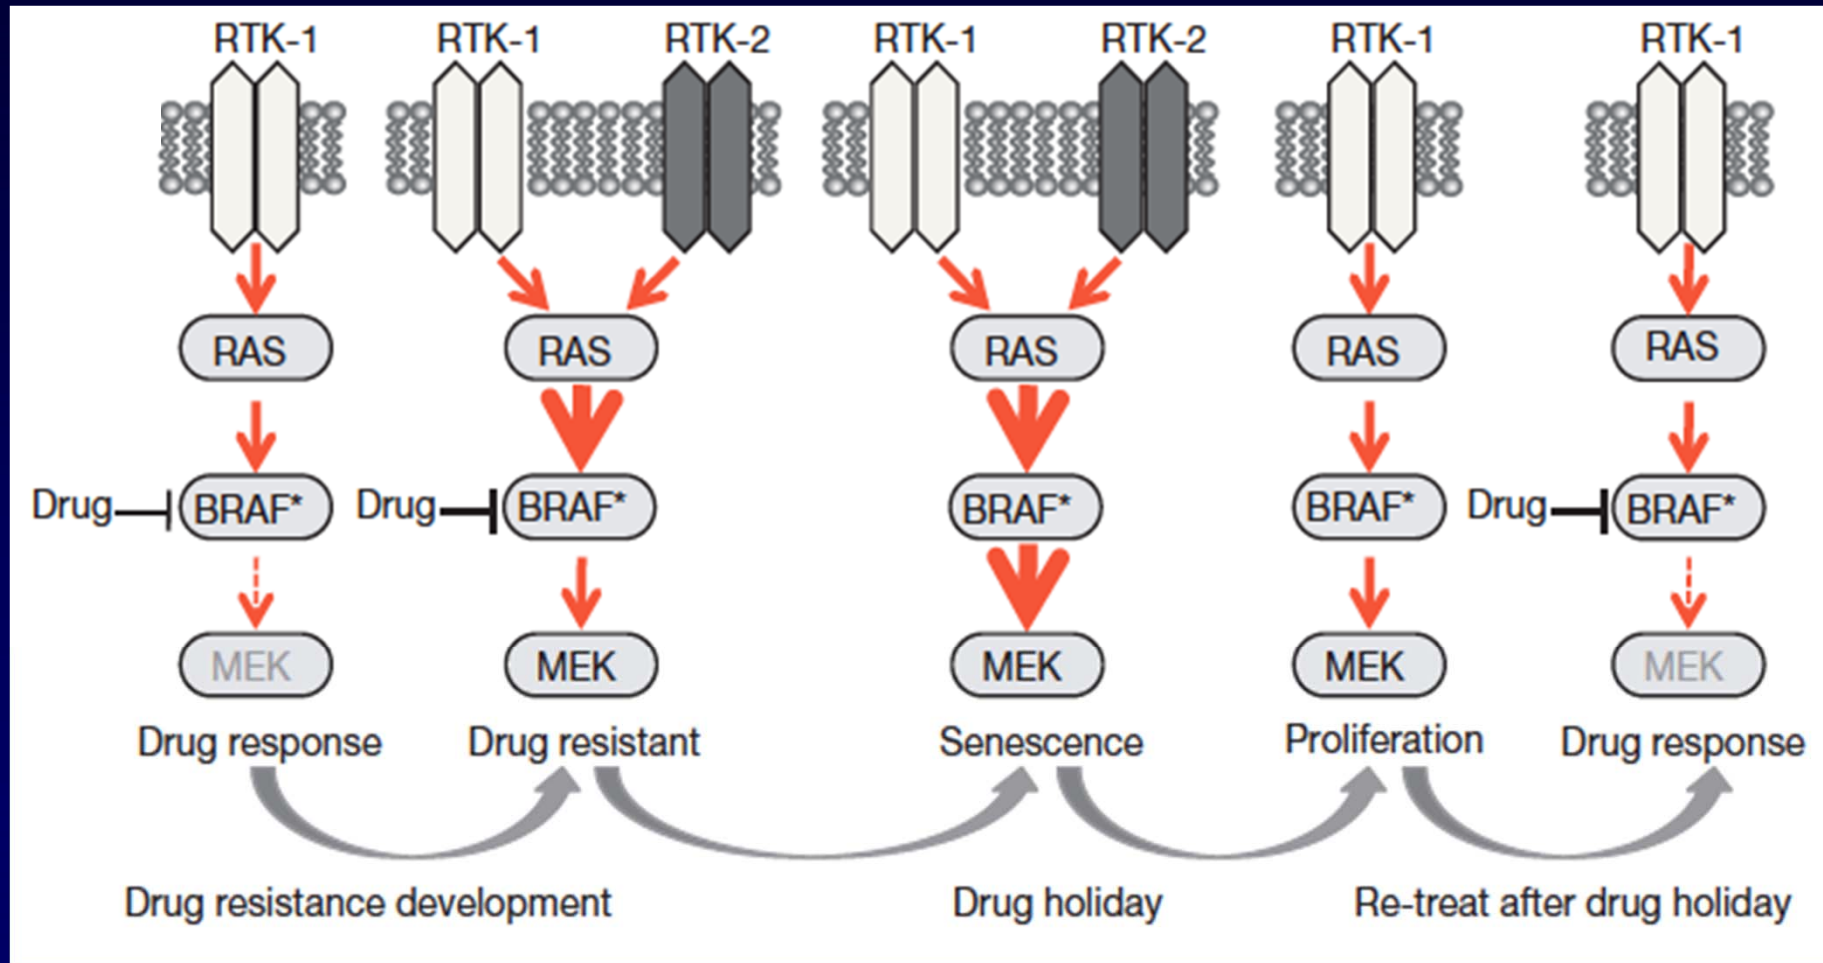 RTK-1 RTK-1 RTK-2 RTK-1 RTK-2 RTK-1 RTK-1
RAS RAS RAS RAS RAS
Drug BRAF* Drug BRAF* BRAF* BRAF* Drug BRAF*
MEK MEK MEK MEK MEK
Drug response Drug resistant Senescence Proliferation Drug response
Drug resistance development Drug holiday Re-treat after drug holiday